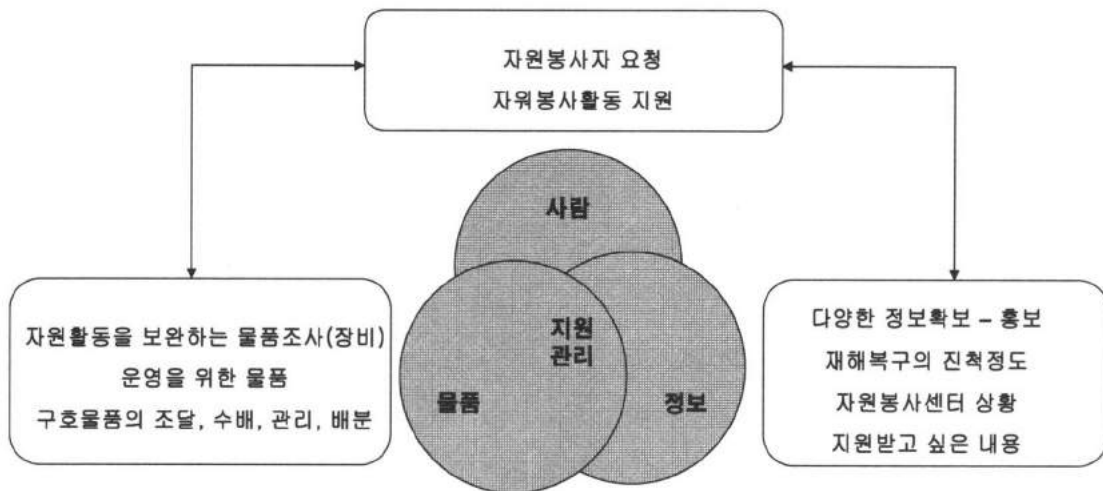 자원봉사자 요청
자워봉사활동 지원
사람
자원활동을 보완하는 물품조사(장비)
운영을 위한 물품
구호물품의 조달, 수배, 관리, 배분
지원
관리
물품
정보
다양한 정보확보 – 홍보
재해복구의 진척정도
자원봉사센터 상황
지원받고 싶은 내용